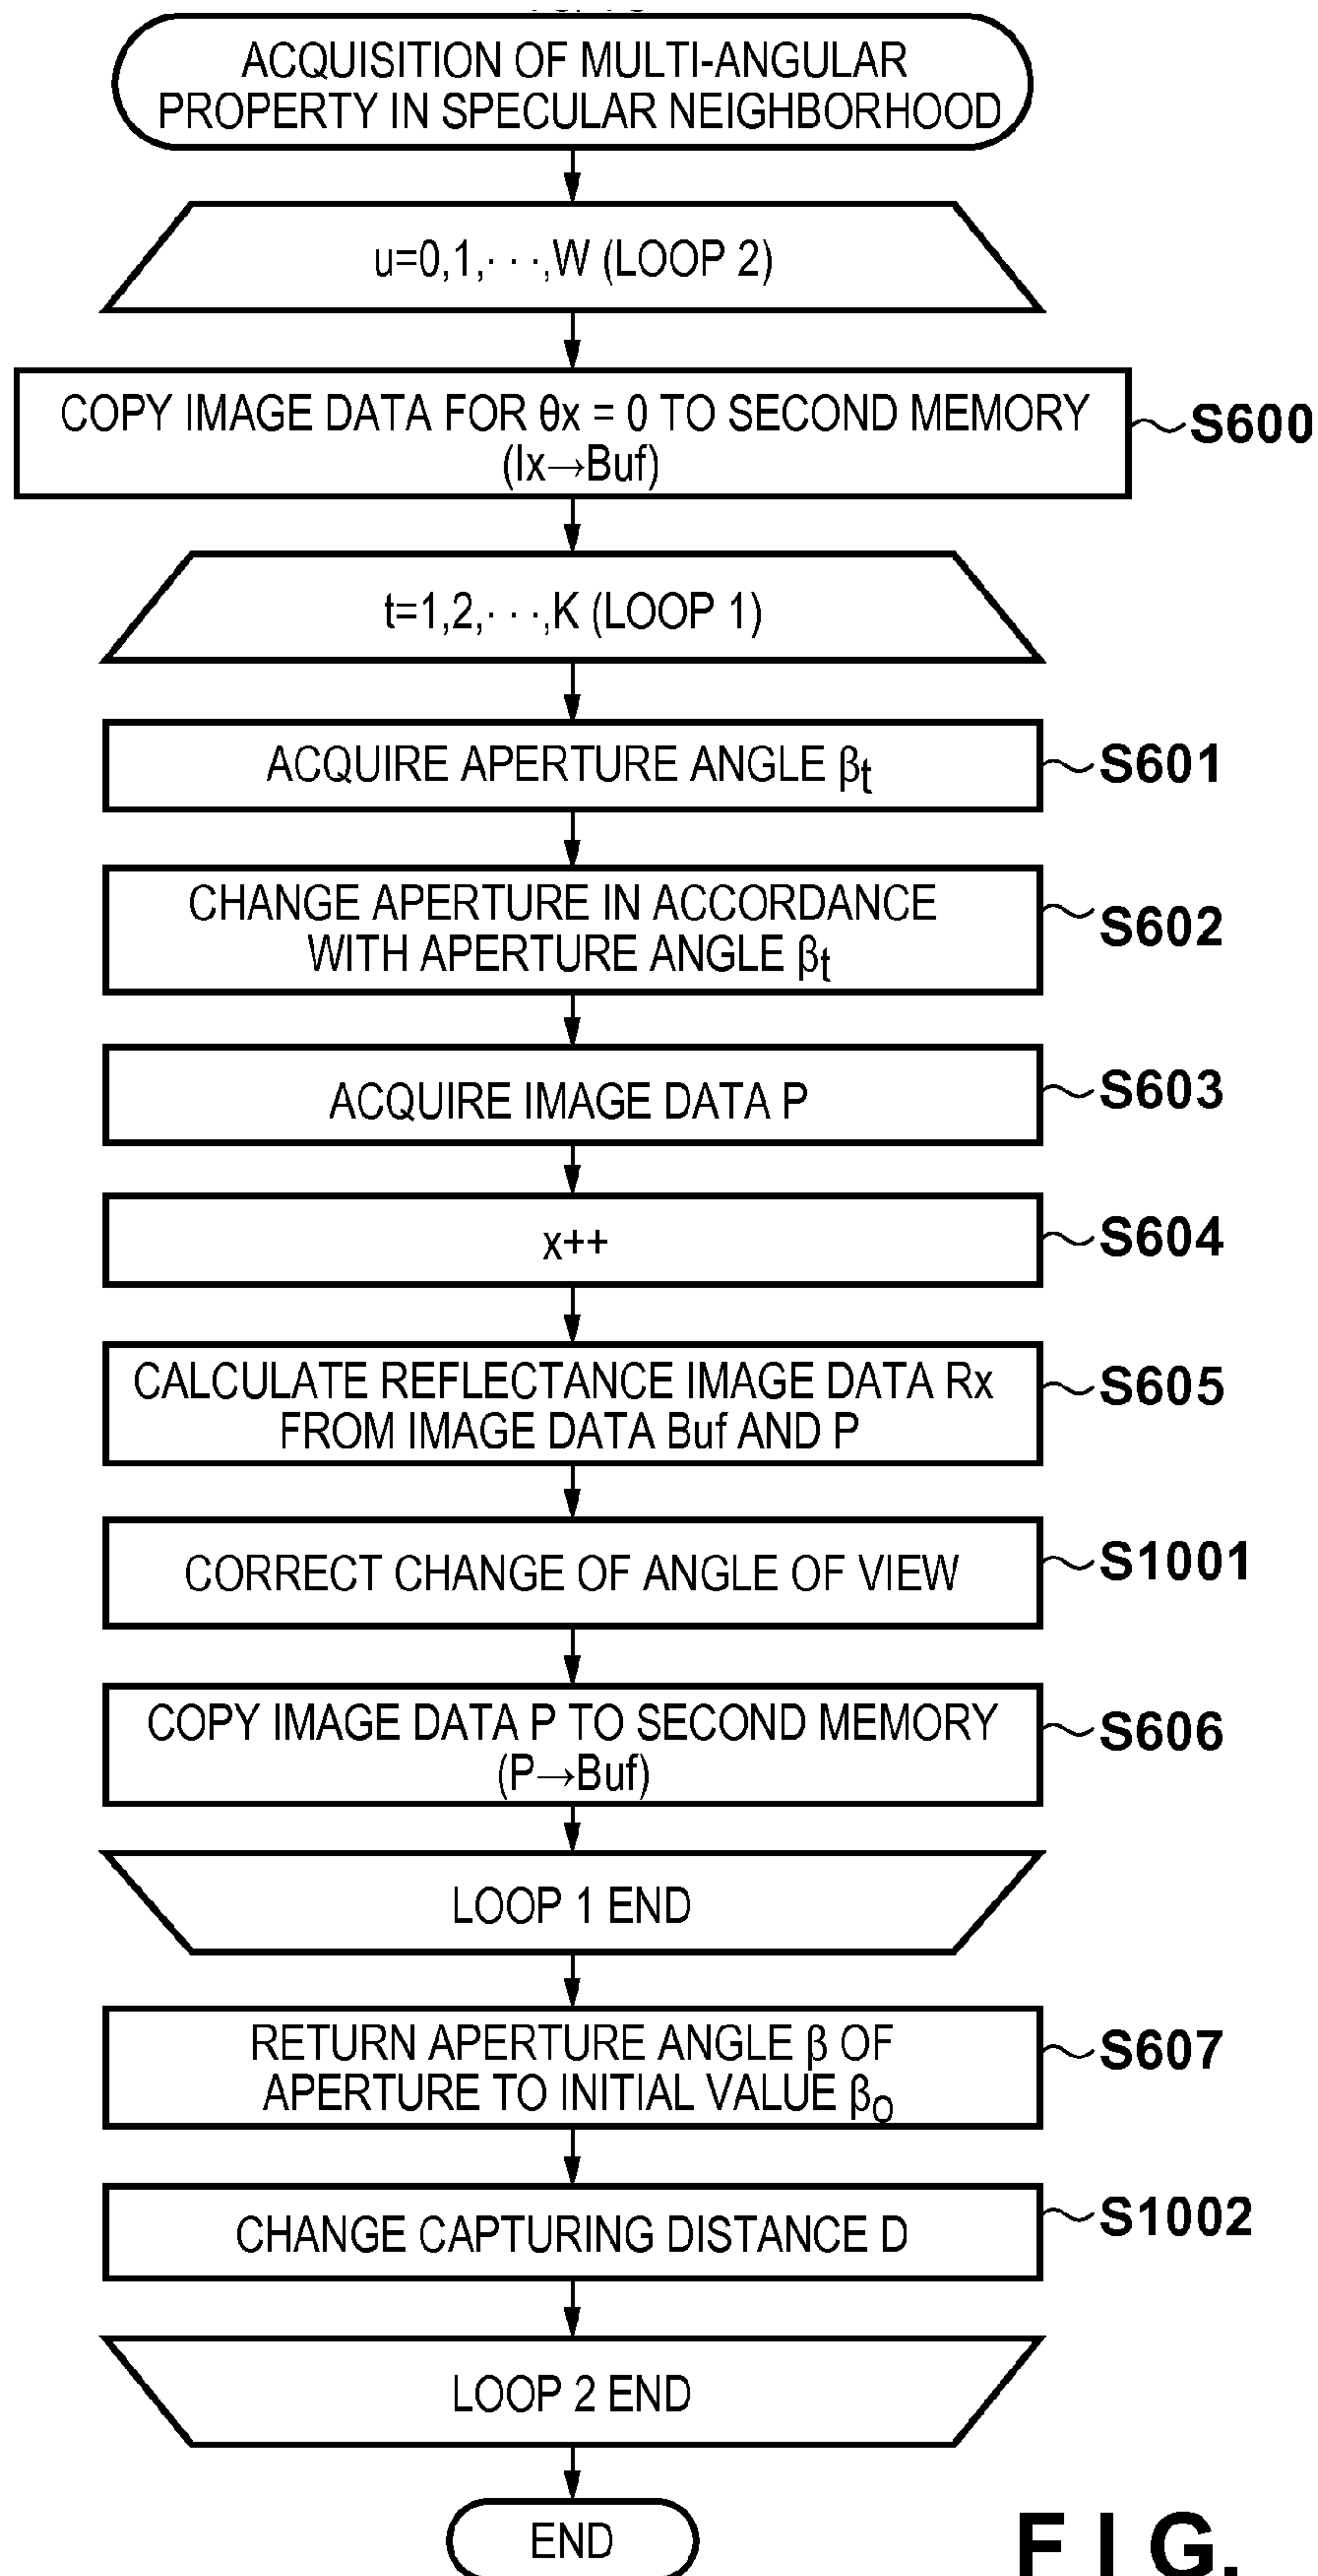 ACQUISITION OF MULTI-ANGULAR
PROPERTY IN SPECULAR NEIGHBORHOOD
u=0,1,· · ·,W (LOOP 2)
COPY IMAGE DATA FOR θx = 0 TO SECOND MEMORY
(Ix→Buf)
S600
t=1,2,· · ·,K (LOOP 1)
ACQUIRE APERTURE ANGLE βt
S601
CHANGE APERTURE IN ACCORDANCE
WITH APERTURE ANGLE βt
S602
ACQUIRE IMAGE DATA P
S603
x++
S604
CALCULATE REFLECTANCE IMAGE DATA Rx
FROM IMAGE DATA Buf AND P
S605
CORRECT CHANGE OF ANGLE OF VIEW
S1001
COPY IMAGE DATA P TO SECOND MEMORY
(P→Buf)
S606
LOOP 1 END
RETURN APERTURE ANGLE β OF
APERTURE TO INITIAL VALUE β0
S607
CHANGE CAPTURING DISTANCE D
S1002
LOOP 2 END
END
FIG.